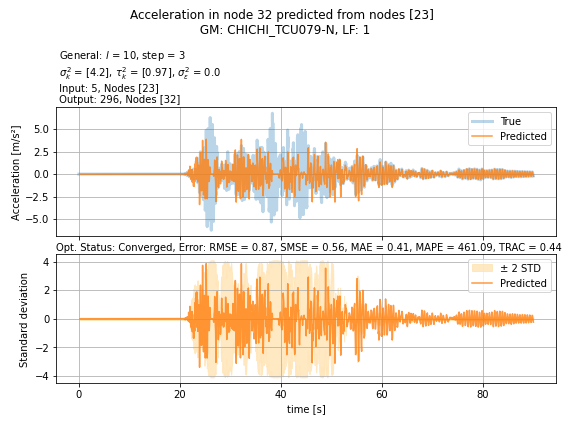 Acceleration in node 32 predicted from nodes [23]
GM: CHICHI_TCU079-N, LF: 1
General: l = 10, step = 3
σ²ₖ = [4.2], τ²ₖ = [0.97], σ²ε = 0.0
Input: 5, Nodes [23]
Output: 296, Nodes [32]
Acceleration [m/s²]
5.0
2.5
0.0
−2.5
−5.0
True
Predicted
Opt. Status: Converged, Error: RMSE = 0.87, SMSE = 0.56, MAE = 0.41, MAPE = 461.09, TRAC = 0.44
Standard deviation
4
2
0
−2
−4
± 2 STD
Predicted
0 20 40 60 80
time [s]